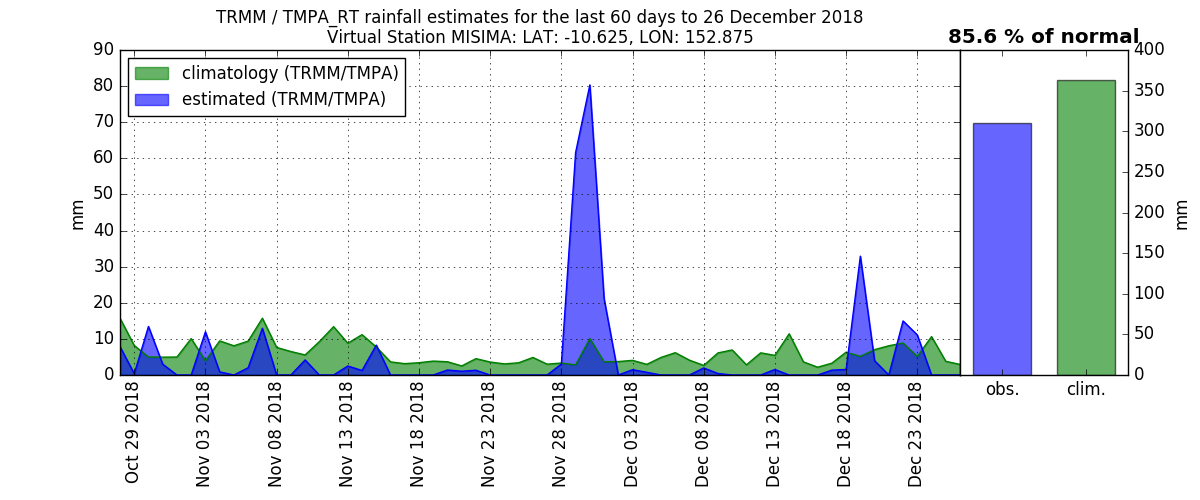 TRMM / TMPA_RT rainfall estimates for the last 60 days to 26 December 2018
Virtual Station MISIMA: LAT: -10.625, LON: 152.875
85.6 % of normal
climatology (TRMM/TMPA)
estimated (TRMM/TMPA)
90
80
70
60
50
40
30
20
10
0
mm
400
350
300
250
200
150
100
50
0
mm
Oct 29 2018
Nov 03 2018
Nov 08 2018
Nov 13 2018
Nov 18 2018
Nov 23 2018
Nov 28 2018
Dec 03 2018
Dec 08 2018
Dec 13 2018
Dec 18 2018
Dec 23 2018
obs.
clim.